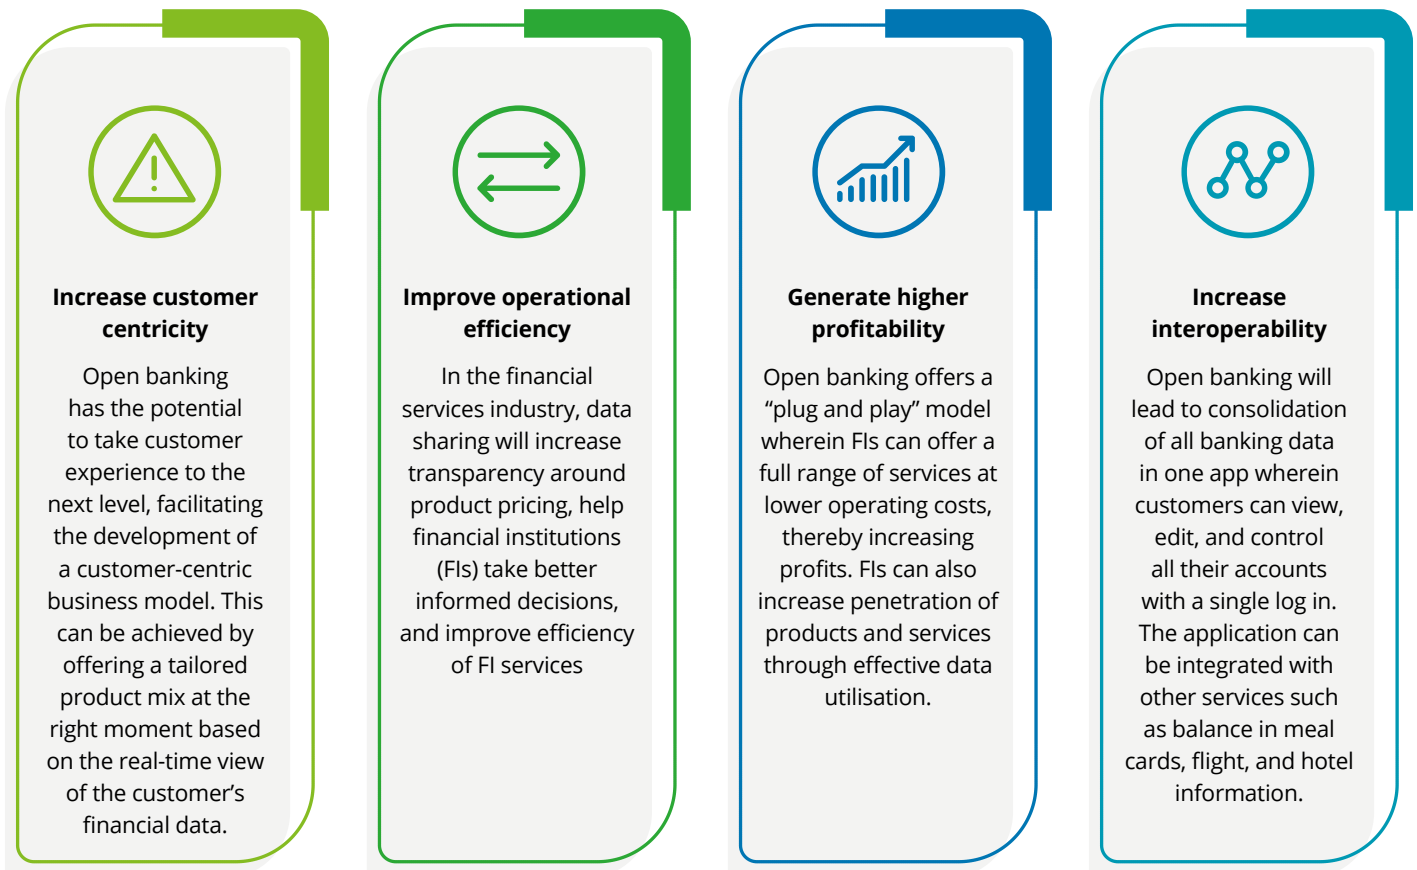 Increase customer
centricity
Open banking
has the potential
to take customer
experience to the
next level, facilitating
the development of
a customer-centric
business model. This
can be achieved by
offering a tailored
product mix at the
right moment based
on the real-time view
of the customer’s
financial data.
Improve operational
efficiency
In the financial
services industry, data
sharing will increase
transparency around
product pricing, help
financial institutions
(FIs) take better
informed decisions,
and improve efficiency
of FI services
Generate higher
profitability
Open banking offers a
“plug and play” model
wherein FIs can offer a
full range of services at
lower operating costs,
thereby increasing
profits. FIs can also
increase penetration of
products and services
through effective data
utilisation.
Increase
interoperability
Open banking will
lead to consolidation
of all banking data
in one app wherein
customers can view,
edit, and control
all their accounts
with a single log in.
The application can
be integrated with
other services such
as balance in meal
cards, flight, and hotel
information.